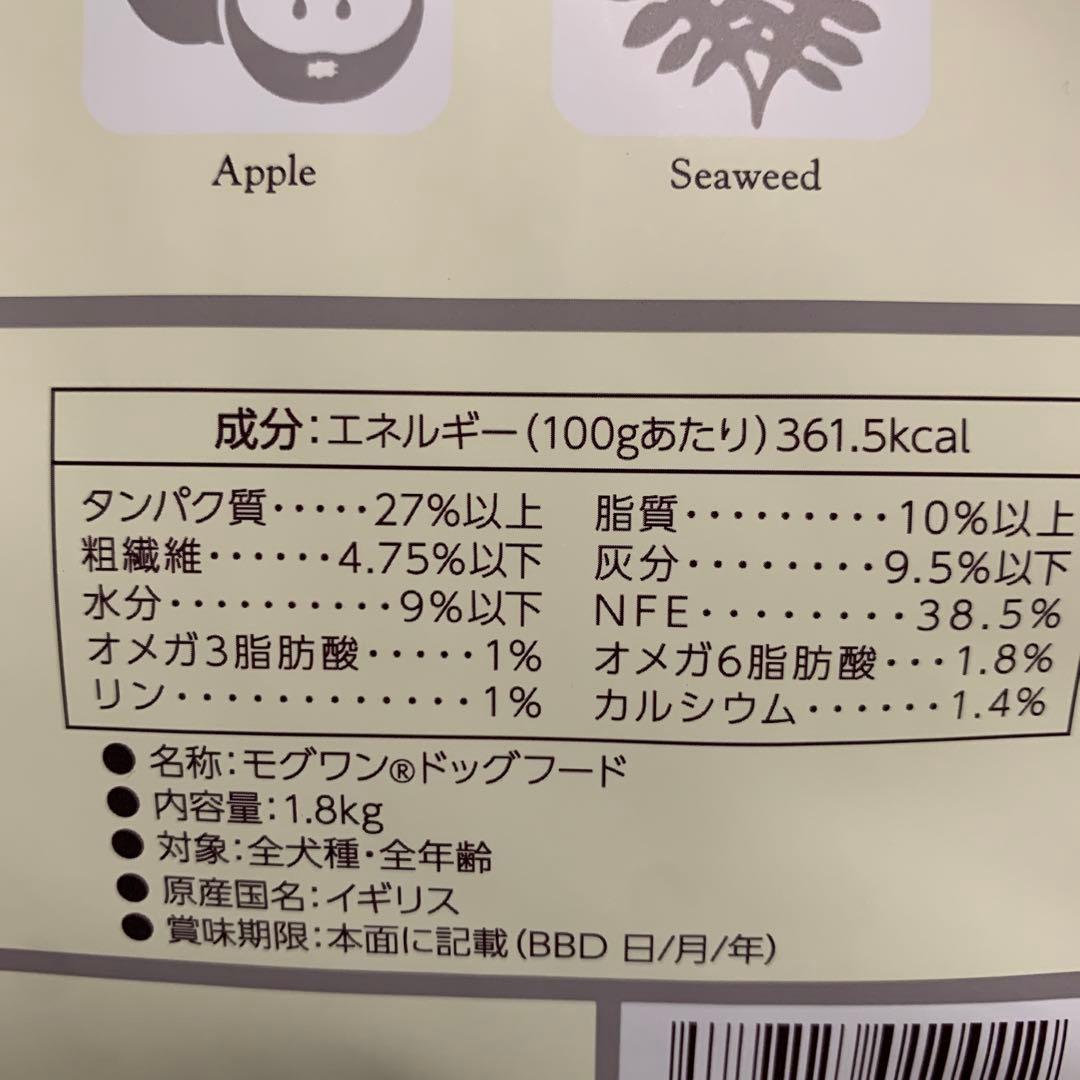 Apple
Seaweed
成分：エネルギー（100gあたり）361.5kcal
タンパク質・・・・・27%以上
脂質・・・・・・・・・10%以上
粗繊維・・・・・・4.75%以下
灰分・・・・・・・・9.5%以下
水分・・・・・・・・・・9%以下
NFE・・・・・・・・38.5%
オメガ3脂肪酸・・・・・1%
オメガ6脂肪酸・・・1.8%
リン・・・・・・・・・・・・1%
カルシウム・・・・・・1.4%
●名称：モグワン®ドッグフード
●内容量：1.8kg
●対象：全犬種・全年齢
●原産国名：イギリス
●賞味期限：本面に記載（BBD 日/月/年）